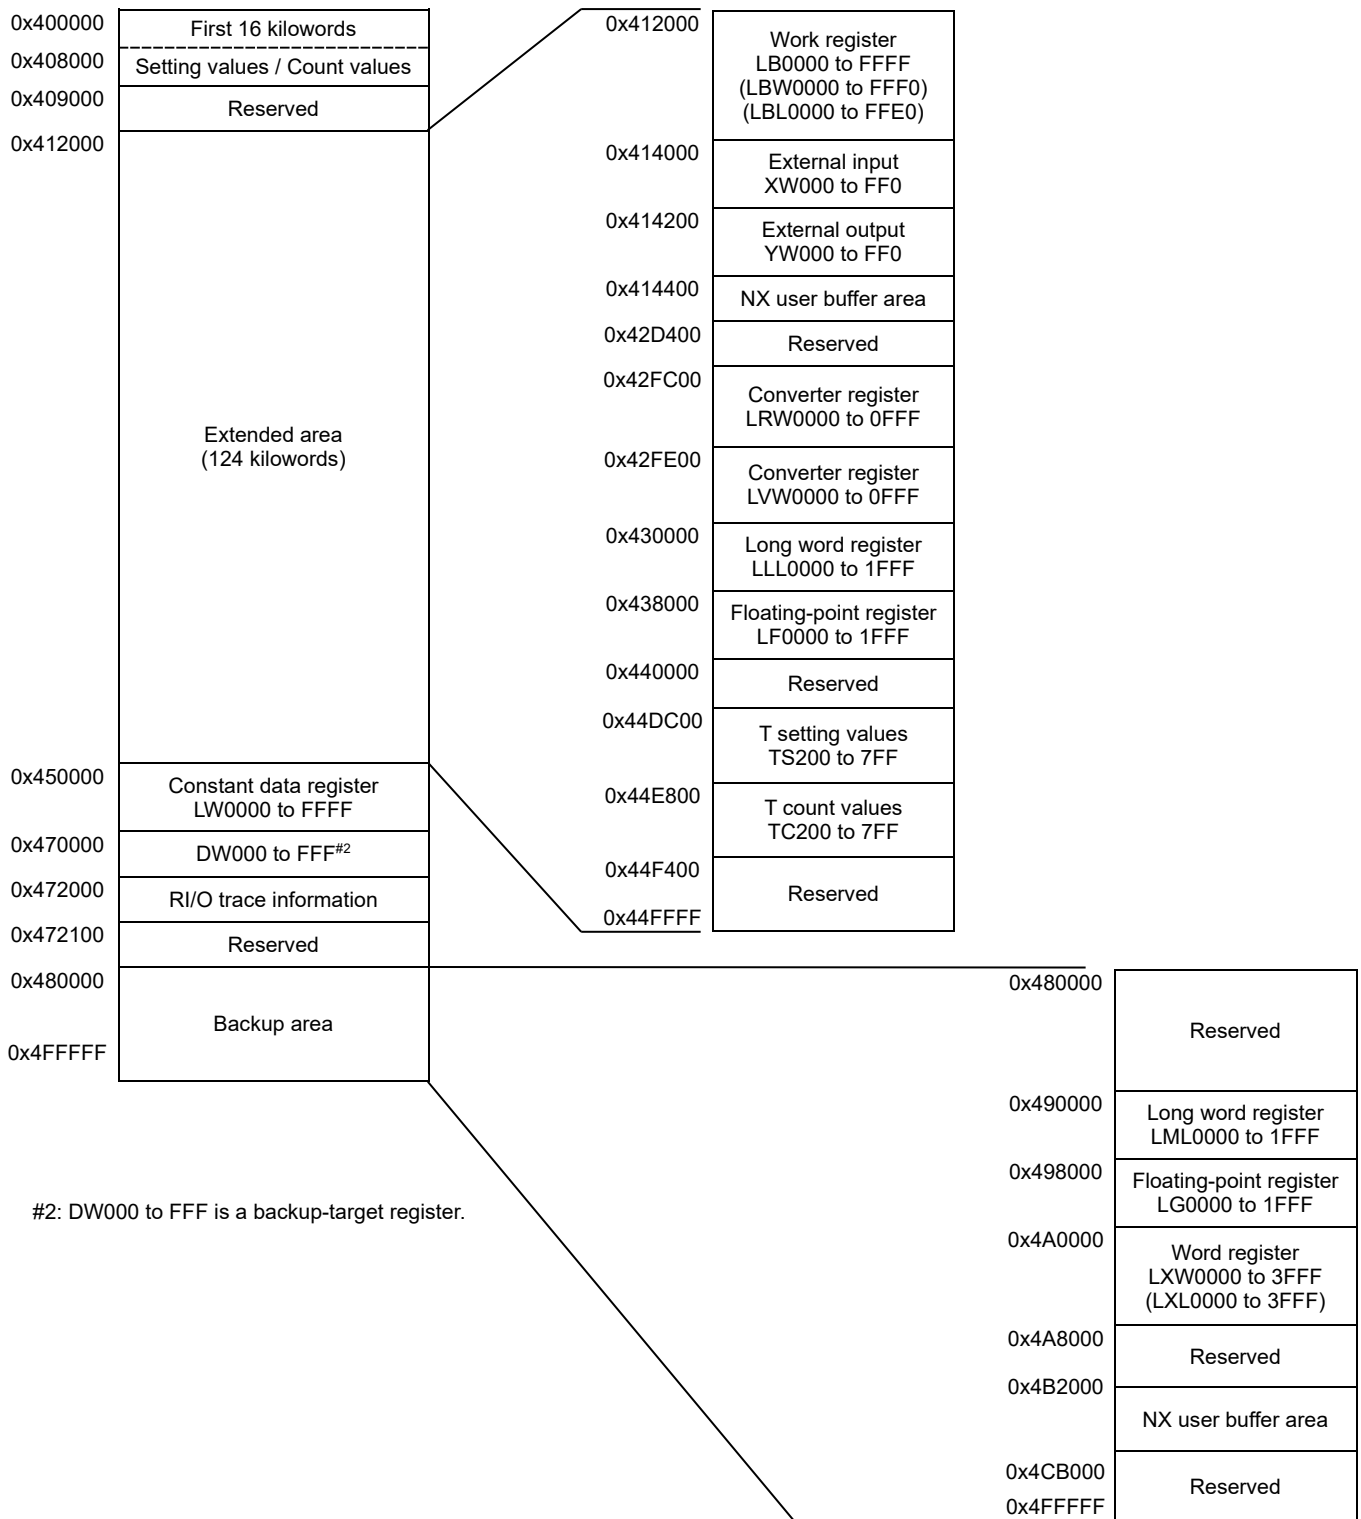 0x400000
First 16 kilowords
0x408000
Setting values / Count values
0x409000
Reserved
0x412000
Extended area
(124 kilowords)
0x450000
Constant data register
LW0000 to FFFF
0x470000
DW000 to FFF#2
0x472000
RI/O trace information
0x472100
Reserved
0x480000
Backup area
0x4FFFFF
#2: DW000 to FFF is a backup-target register.
0x412000
Work register
LB0000 to FFFF
(LBW0000 to FFF0)
(LBL0000 to FFE0)
0x414000
External input
XW000 to FF0
0x414200
External output
YW000 to FF0
0x414400
NX user buffer area
0x42D400
Reserved
0x42FC00
Converter register
LRW0000 to 0FFF
0x42FE00
Converter register
LVW0000 to 0FFF
0x430000
Long word register
LLL0000 to 1FFF
0x438000
Floating-point register
LF0000 to 1FFF
0x440000
Reserved
0x44DC00
T setting values
TS200 to 7FF
0x44E800
T count values
TC200 to 7FF
0x44F400
Reserved
0x44FFFF
0x480000
Reserved
0x490000
Long word register
LML0000 to 1FFF
0x498000
Floating-point register
LG0000 to 1FFF
0x4A0000
Word register
LXW0000 to 3FFF
(LXL0000 to 3FFF)
0x4A8000
Reserved
0x4B2000
NX user buffer area
0x4CB000
Reserved
0x4FFFFF